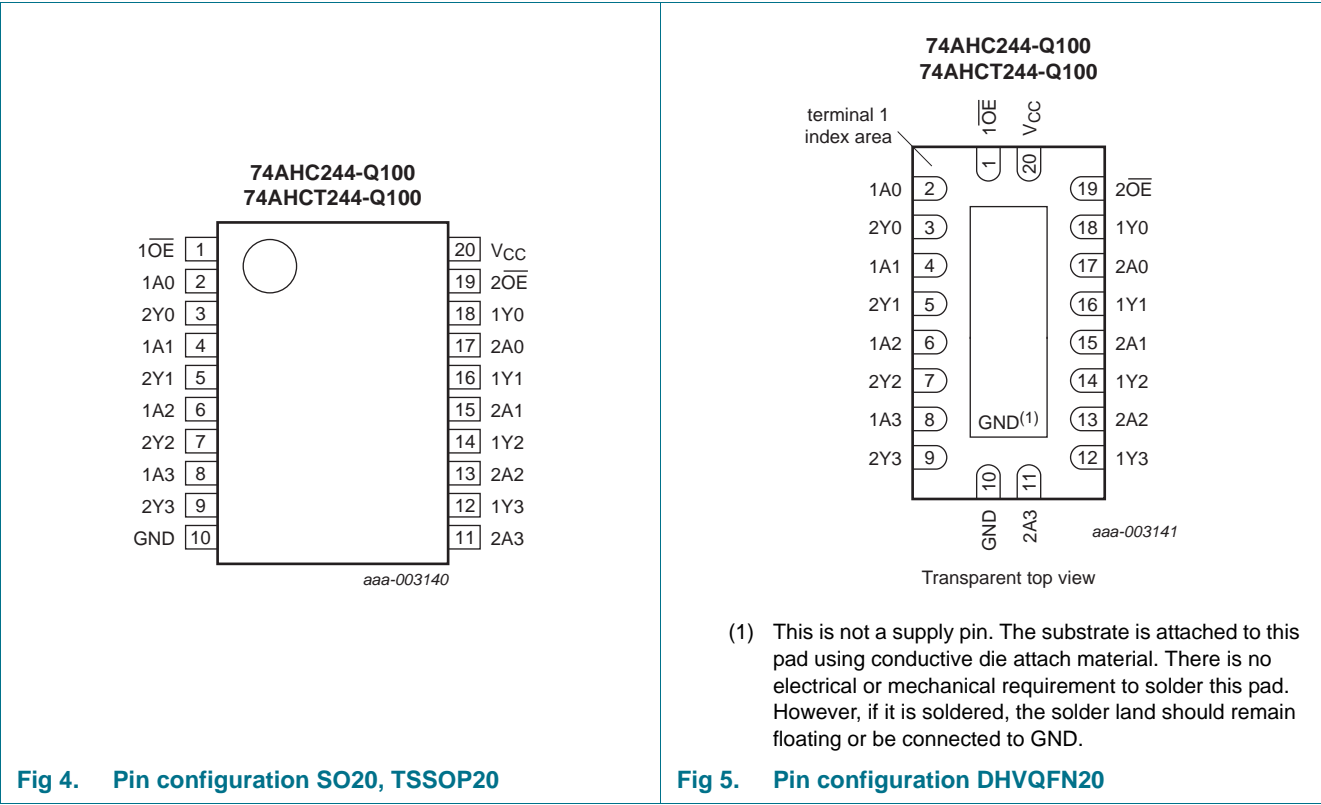 74AHC244-Q100
74AHCT244-Q100
1OE 1
1A0 2
2Y0 3
1A1 4
2Y1 5
1A2 6
2Y2 7
1A3 8
2Y3 9
GND 10
20 VCC
19 2OE
18 1Y0
17 2A0
16 1Y1
15 2A1
14 1Y2
13 2A2
12 1Y3
11 2A3
aaa-003140
Fig 4. Pin configuration SO20, TSSOP20
74AHC244-Q100
74AHCT244-Q100
terminal 1
index area
1OE
VCC
1
20
1A0 2
2Y0 3
1A1 4
2Y1 5
1A2 6
2Y2 7
1A3 8
2Y3 9
19 2OE
18 1Y0
17 2A0
16 1Y1
15 2A1
14 1Y2
13 2A2
12 1Y3
GND(1)
10
11
GND
2A3
aaa-003141
Transparent top view
(1) This is not a supply pin. The substrate is attached to this
pad using conductive die attach material. There is no
electrical or mechanical requirement to solder this pad.
However, if it is soldered, the solder land should remain
floating or be connected to GND.
Fig 5. Pin configuration DHVQFN20